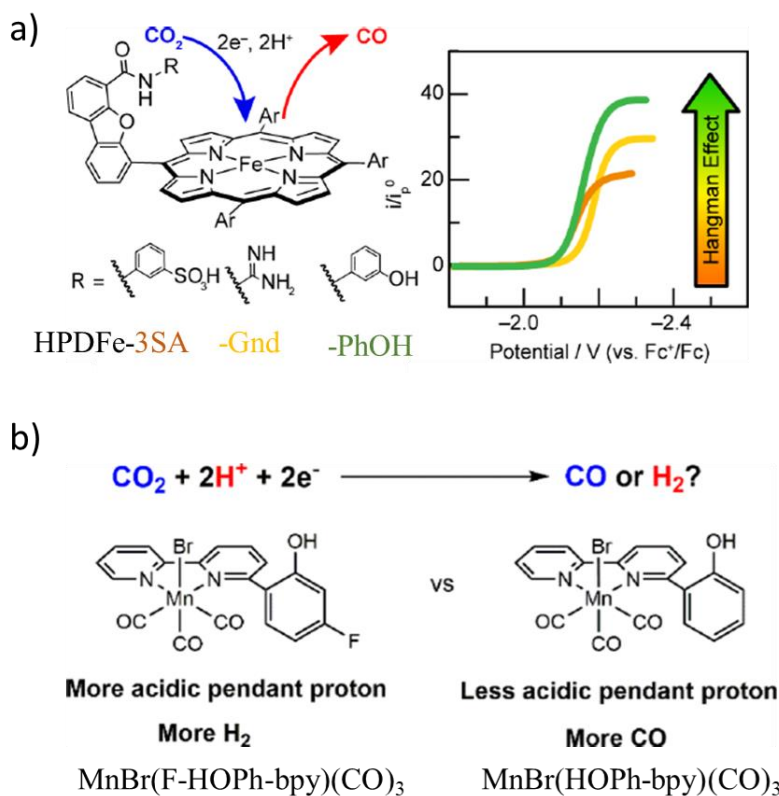 a)
CO2 2e−, 2H+ CO
O
N
H
R
O
Ar
N N
Fe
N N
Ar
Ar
R = SO3H NH NH2 OH
HPDFe-3SA -Gnd -PhOH
40
20
0
i/ip0
Hangman Effect
−2.0 −2.4
Potential / V (vs. Fc+/Fc)
b)
CO2 + 2H+ + 2e- CO or H2?
Br OH
N N
Mn
OC CO
CO
F
vs
Br OH
N N
Mn
OC CO
CO
More acidic pendant proton
More H2
MnBr(F-HOPh-bpy)(CO)3
Less acidic pendant proton
More CO
MnBr(HOPh-bpy)(CO)3